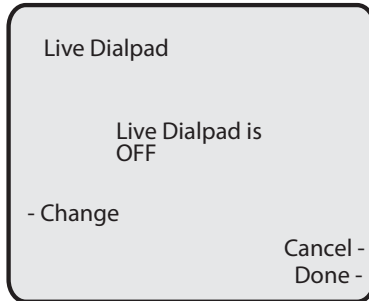 Live Dialpad
Live Dialpad is
OFF
- Change
Cancel -
Done -